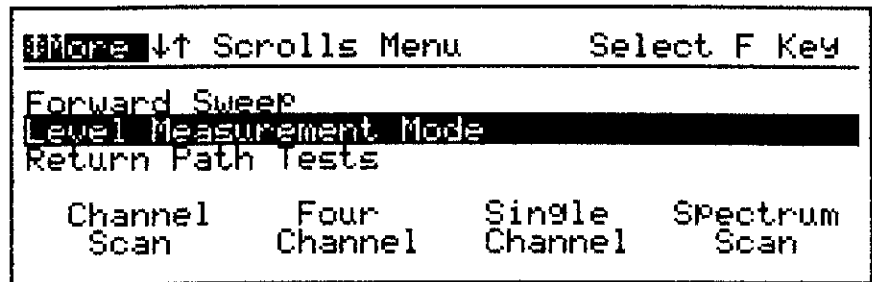 ↕More ↓↑ Scrolls Menu Select F Key
Forward Sweep
Level Measurement Mode
Return Path Tests
Channel Four Single Spectrum
Scan Channel Channel Scan